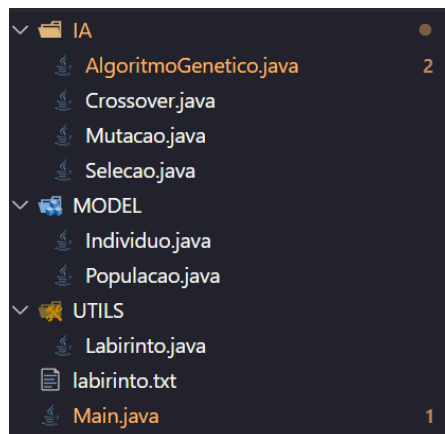 IA
AlgoritmoGenetico.java 2
Crossover.java
Mutacao.java
Selecao.java
MODEL
Individuo.java
Populacao.java
UTILS
Labirinto.java
labirinto.txt
Main.java 1